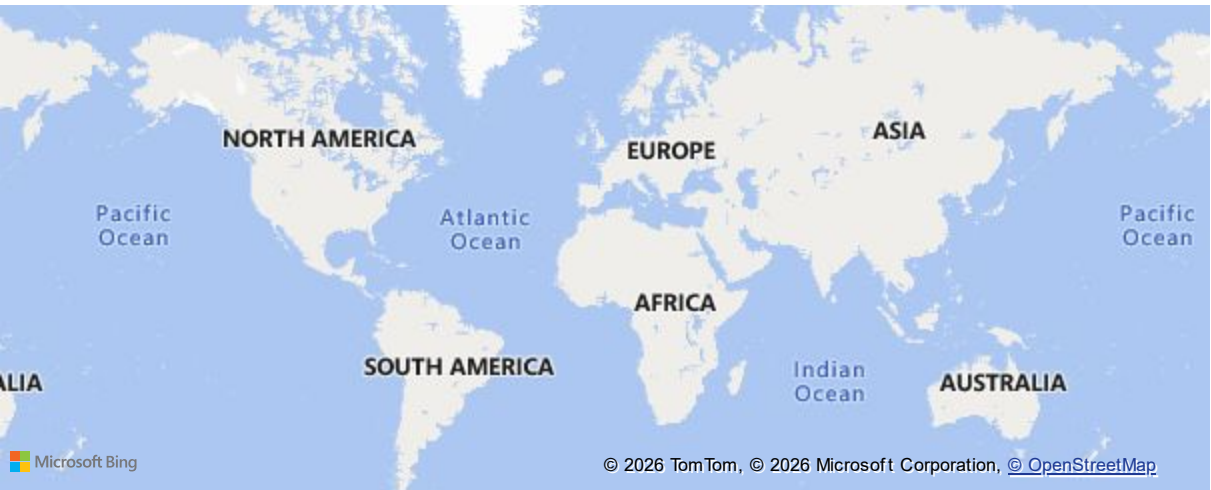 NORTH AMERICA
EUROPE
ASIA
Pacific
Ocean
Atlantic
Ocean
Pacific
Ocean
AFRICA
SOUTH AMERICA
Indian
Ocean
ALIA
AUSTRALIA
Microsoft Bing
© 2026 TomTom, © 2026 Microsoft Corporation, © OpenStreetMap